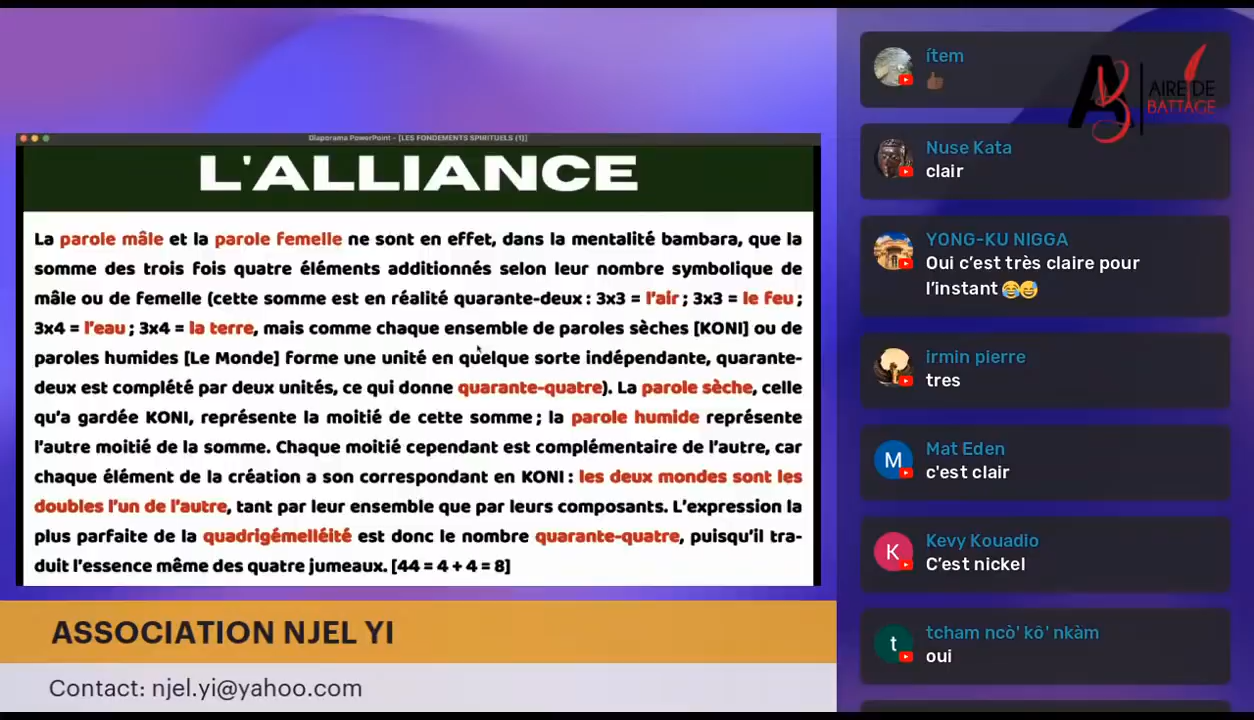 Diaporama PowerPoint - [LES FONDEMENTS SPIRITUELS (1)]
L'ALLIANCE
La parole mâle et la parole femelle ne sont en effet, dans la mentalité bambara, que la
somme des trois fois quatre éléments additionnés selon leur nombre symbolique de
mâle ou de femelle (cette somme est en réalité quarante-deux : 3x3 = l'air ; 3x3 = le feu ;
3x4 = l'eau ; 3x4 = la terre, mais comme chaque ensemble de paroles sèches [KONI] ou de
paroles humides [Le Monde] forme une unité en quelque sorte indépendante, quarante-
deux est complété par deux unités, ce qui donne quarante-quatre). La parole sèche, celle
qu'a gardée KONI, représente la moitié de cette somme ; la parole humide représente
l'autre moitié de la somme. Chaque moitié cependant est complémentaire de l'autre, car
chaque élément de la création a son correspondant en KONI : les deux mondes sont les
doubles l'un de l'autre, tant par leur ensemble que par leurs composants. L'expression la
plus parfaite de la quadrigémelléité est donc le nombre quarante-quatre, puisqu'il tra-
duit l'essence même des quatre jumeaux. [44 = 4 + 4 = 8]
ASSOCIATION NJEL YI
Contact: njel.yi@yahoo.com
ítem
👍🏾
AIRE DE
BATTAGE
Nuse Kata
clair
YONG-KU NIGGA
Oui c'est très claire pour
l'instant 😂😅
irmin pierre
tres
M
Mat Eden
c'est clair
K
Kevy Kouadio
C'est nickel
t
tcham ncò' kô' nkàm
oui